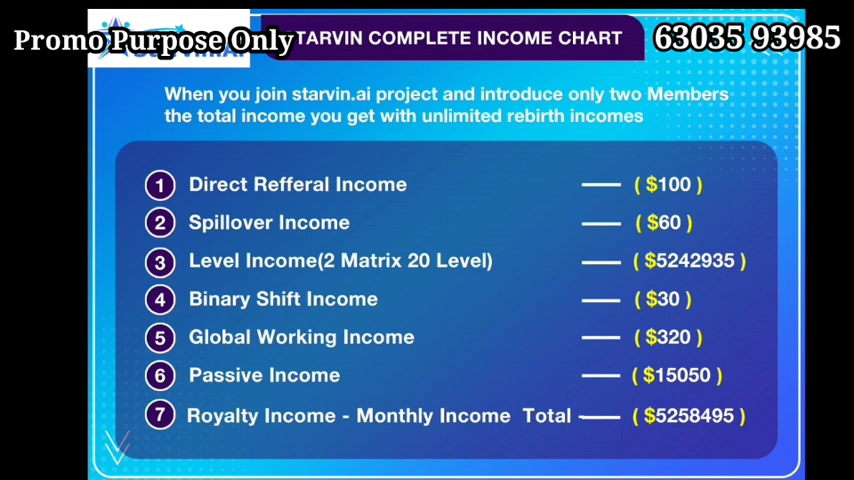 Promo Purpose Only
STARVIN COMPLETE INCOME CHART
63035 93985
When you join starvin.ai project and introduce only two Members
the total income you get with unlimited rebirth incomes
1 Direct Refferal Income — ( $100 )
2 Spillover Income — ( $60 )
3 Level Income(2 Matrix 20 Level) — ( $5242935 )
4 Binary Shift Income — ( $30 )
5 Global Working Income — ( $320 )
6 Passive Income — ( $15050 )
7 Royalty Income - Monthly Income Total - — ( $5258495 )